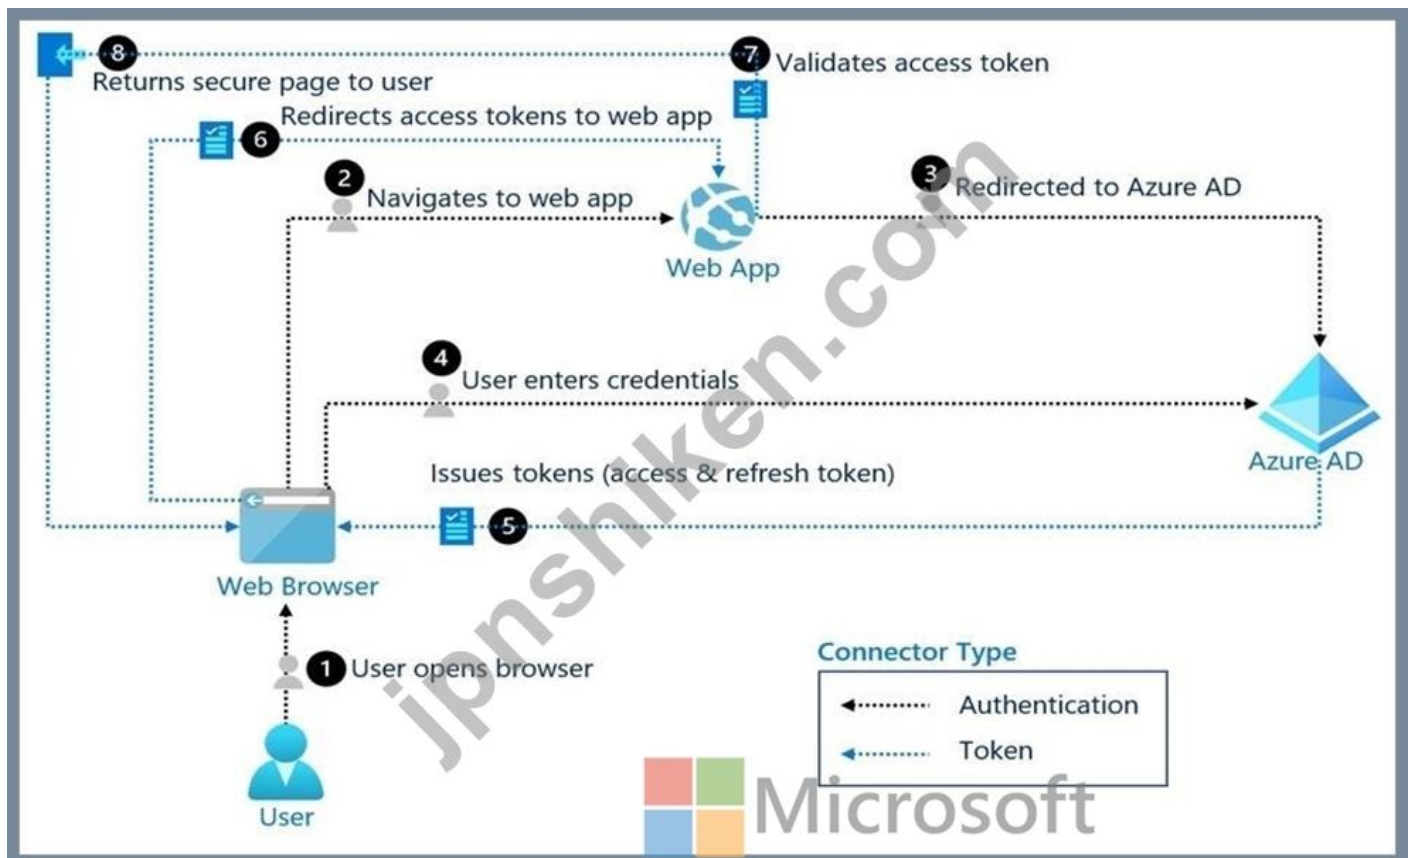 8
7
Validates access token
Returns secure page to user
Redirects access tokens to web app
6
2
3
Navigates to web app
Redirected to Azure AD
Web App
4
User enters credentials
Azure AD
Issues tokens (access & refresh token)
5
Web Browser
1 User opens browser
Connector Type
Authentication
Token
User
Microsoft
jpnshiken.com